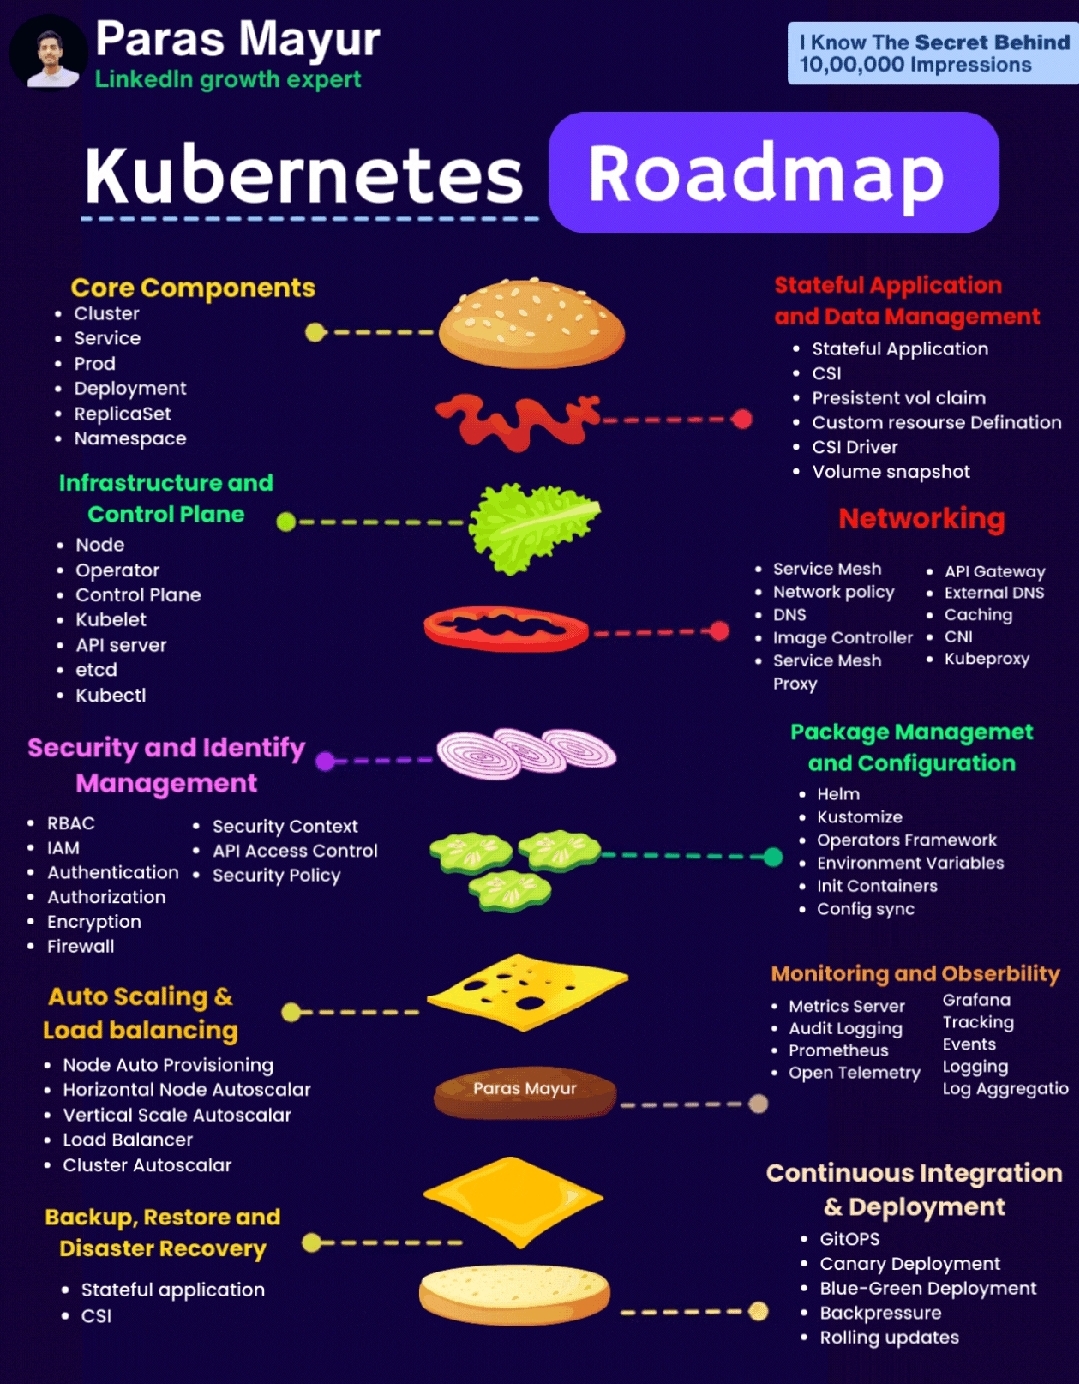 Paras Mayur
LinkedIn growth expert
I Know The Secret Behind
10,00,000 Impressions
Kubernetes Roadmap
Core Components
Cluster
Service
Prod
Deployment
ReplicaSet
Namespace
Stateful Application
and Data Management
Stateful Application
CSI
Presistent vol claim
Custom resourse Defination
CSI Driver
Volume snapshot
Infrastructure and
Control Plane
Node
Operator
Control Plane
Kubelet
API server
etcd
Kubectl
Networking
Service Mesh
Network policy
DNS
Image Controller
Service Mesh
Proxy
API Gateway
External DNS
Caching
CNI
Kubeproxy
Security and Identify
Management
RBAC
IAM
Authentication
Authorization
Encryption
Firewall
Security Context
API Access Control
Security Policy
Package Managemet
and Configuration
Helm
Kustomize
Operators Framework
Environment Variables
Init Containers
Config sync
Auto Scaling &
Load balancing
Node Auto Provisioning
Horizontal Node Autoscalar
Vertical Scale Autoscalar
Load Balancer
Cluster Autoscalar
Monitoring and Obserbility
Metrics Server
Audit Logging
Prometheus
Open Telemetry
Grafana
Tracking
Events
Logging
Log Aggregatio
Paras Mayur
Backup, Restore and
Disaster Recovery
Stateful application
CSI
Continuous Integration
& Deployment
GitOPS
Canary Deployment
Blue-Green Deployment
Backpressure
Rolling updates